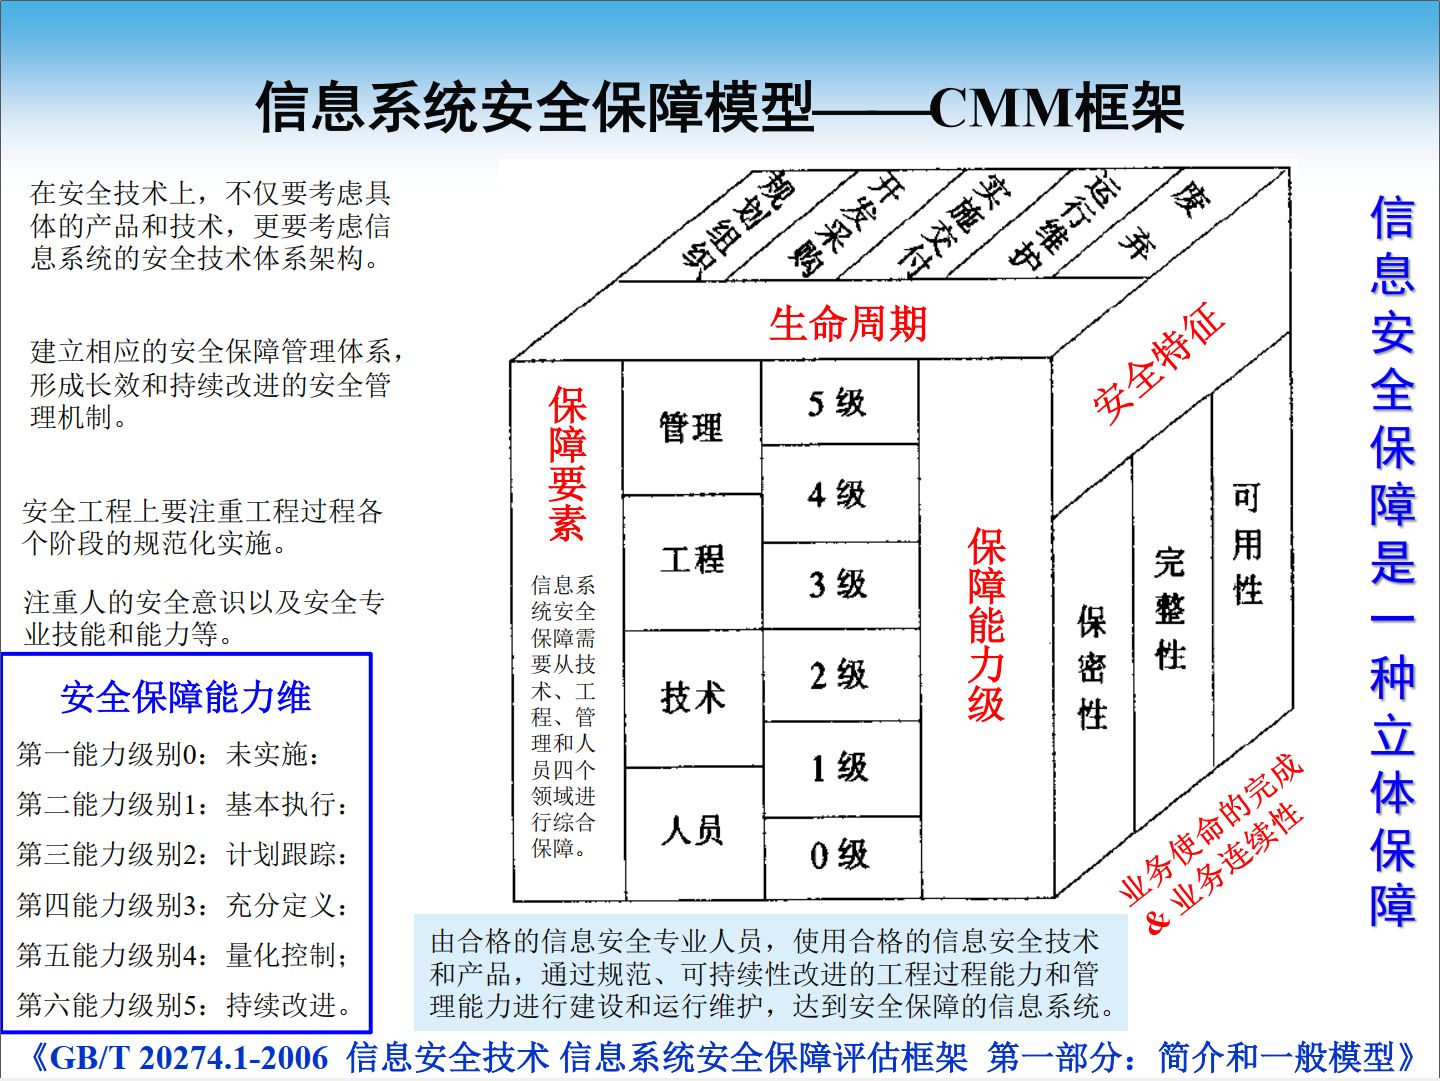 信息系统安全保障模型——CMM框架
在安全技术上，不仅要考虑具
体的产品和技术，更要考虑信
息系统的安全技术体系架构。
建立相应的安全保障管理体系，
形成长效和持续改进的安全管
理机制。
安全工程上要注重工程过程各
个阶段的规范化实施。
注重人的安全意识以及安全专
业技能和能力等。
安全保障能力维
第一能力级别0：未实施：
第二能力级别1：基本执行：
第三能力级别2：计划跟踪：
第四能力级别3：充分定义：
第五能力级别4：量化控制；
第六能力级别5：持续改进。
规划组织
开发采购
实施交付
运行维护
废弃
生命周期
安全特征
保障要素
信息系
统安全
保障需
要从技
术、工
程、管
理和人
员四个
领域进
行综合
保障。
管理
工程
技术
人员
5级
4级
3级
2级
1级
0级
保障能力级
保密性
完整性
可用性
业务使命的完成
& 业务连续性
信息安全保障是一种立体保障
由合格的信息安全专业人员，使用合格的信息安全技术
和产品，通过规范、可持续性改进的工程过程能力和管
理能力进行建设和运行维护，达到安全保障的信息系统。
《GB/T 20274.1-2006 信息安全技术 信息系统安全保障评估框架 第一部分：简介和一般模型》